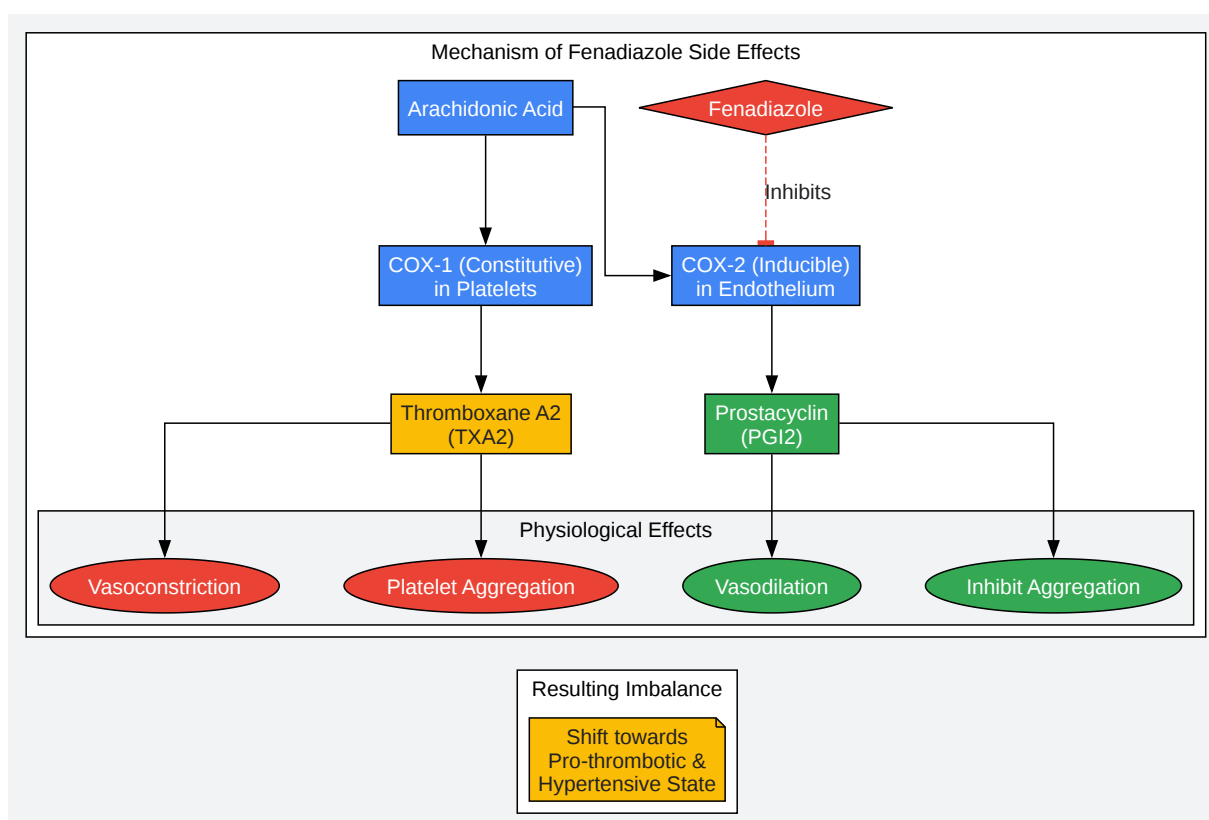 Mechanism of Fenadiazole Side Effects
Arachidonic Acid
Fenadiazole
Inhibits
COX-1 (Constitutive)
in Platelets
COX-2 (Inducible)
in Endothelium
Thromboxane A2
(TXA2)
Prostacyclin
(PGI2)
Physiological Effects
Vasoconstriction
Platelet Aggregation
Vasodilation
Inhibit Aggregation
Resulting Imbalance
Shift towards
Pro-thrombotic &
Hypertensive State